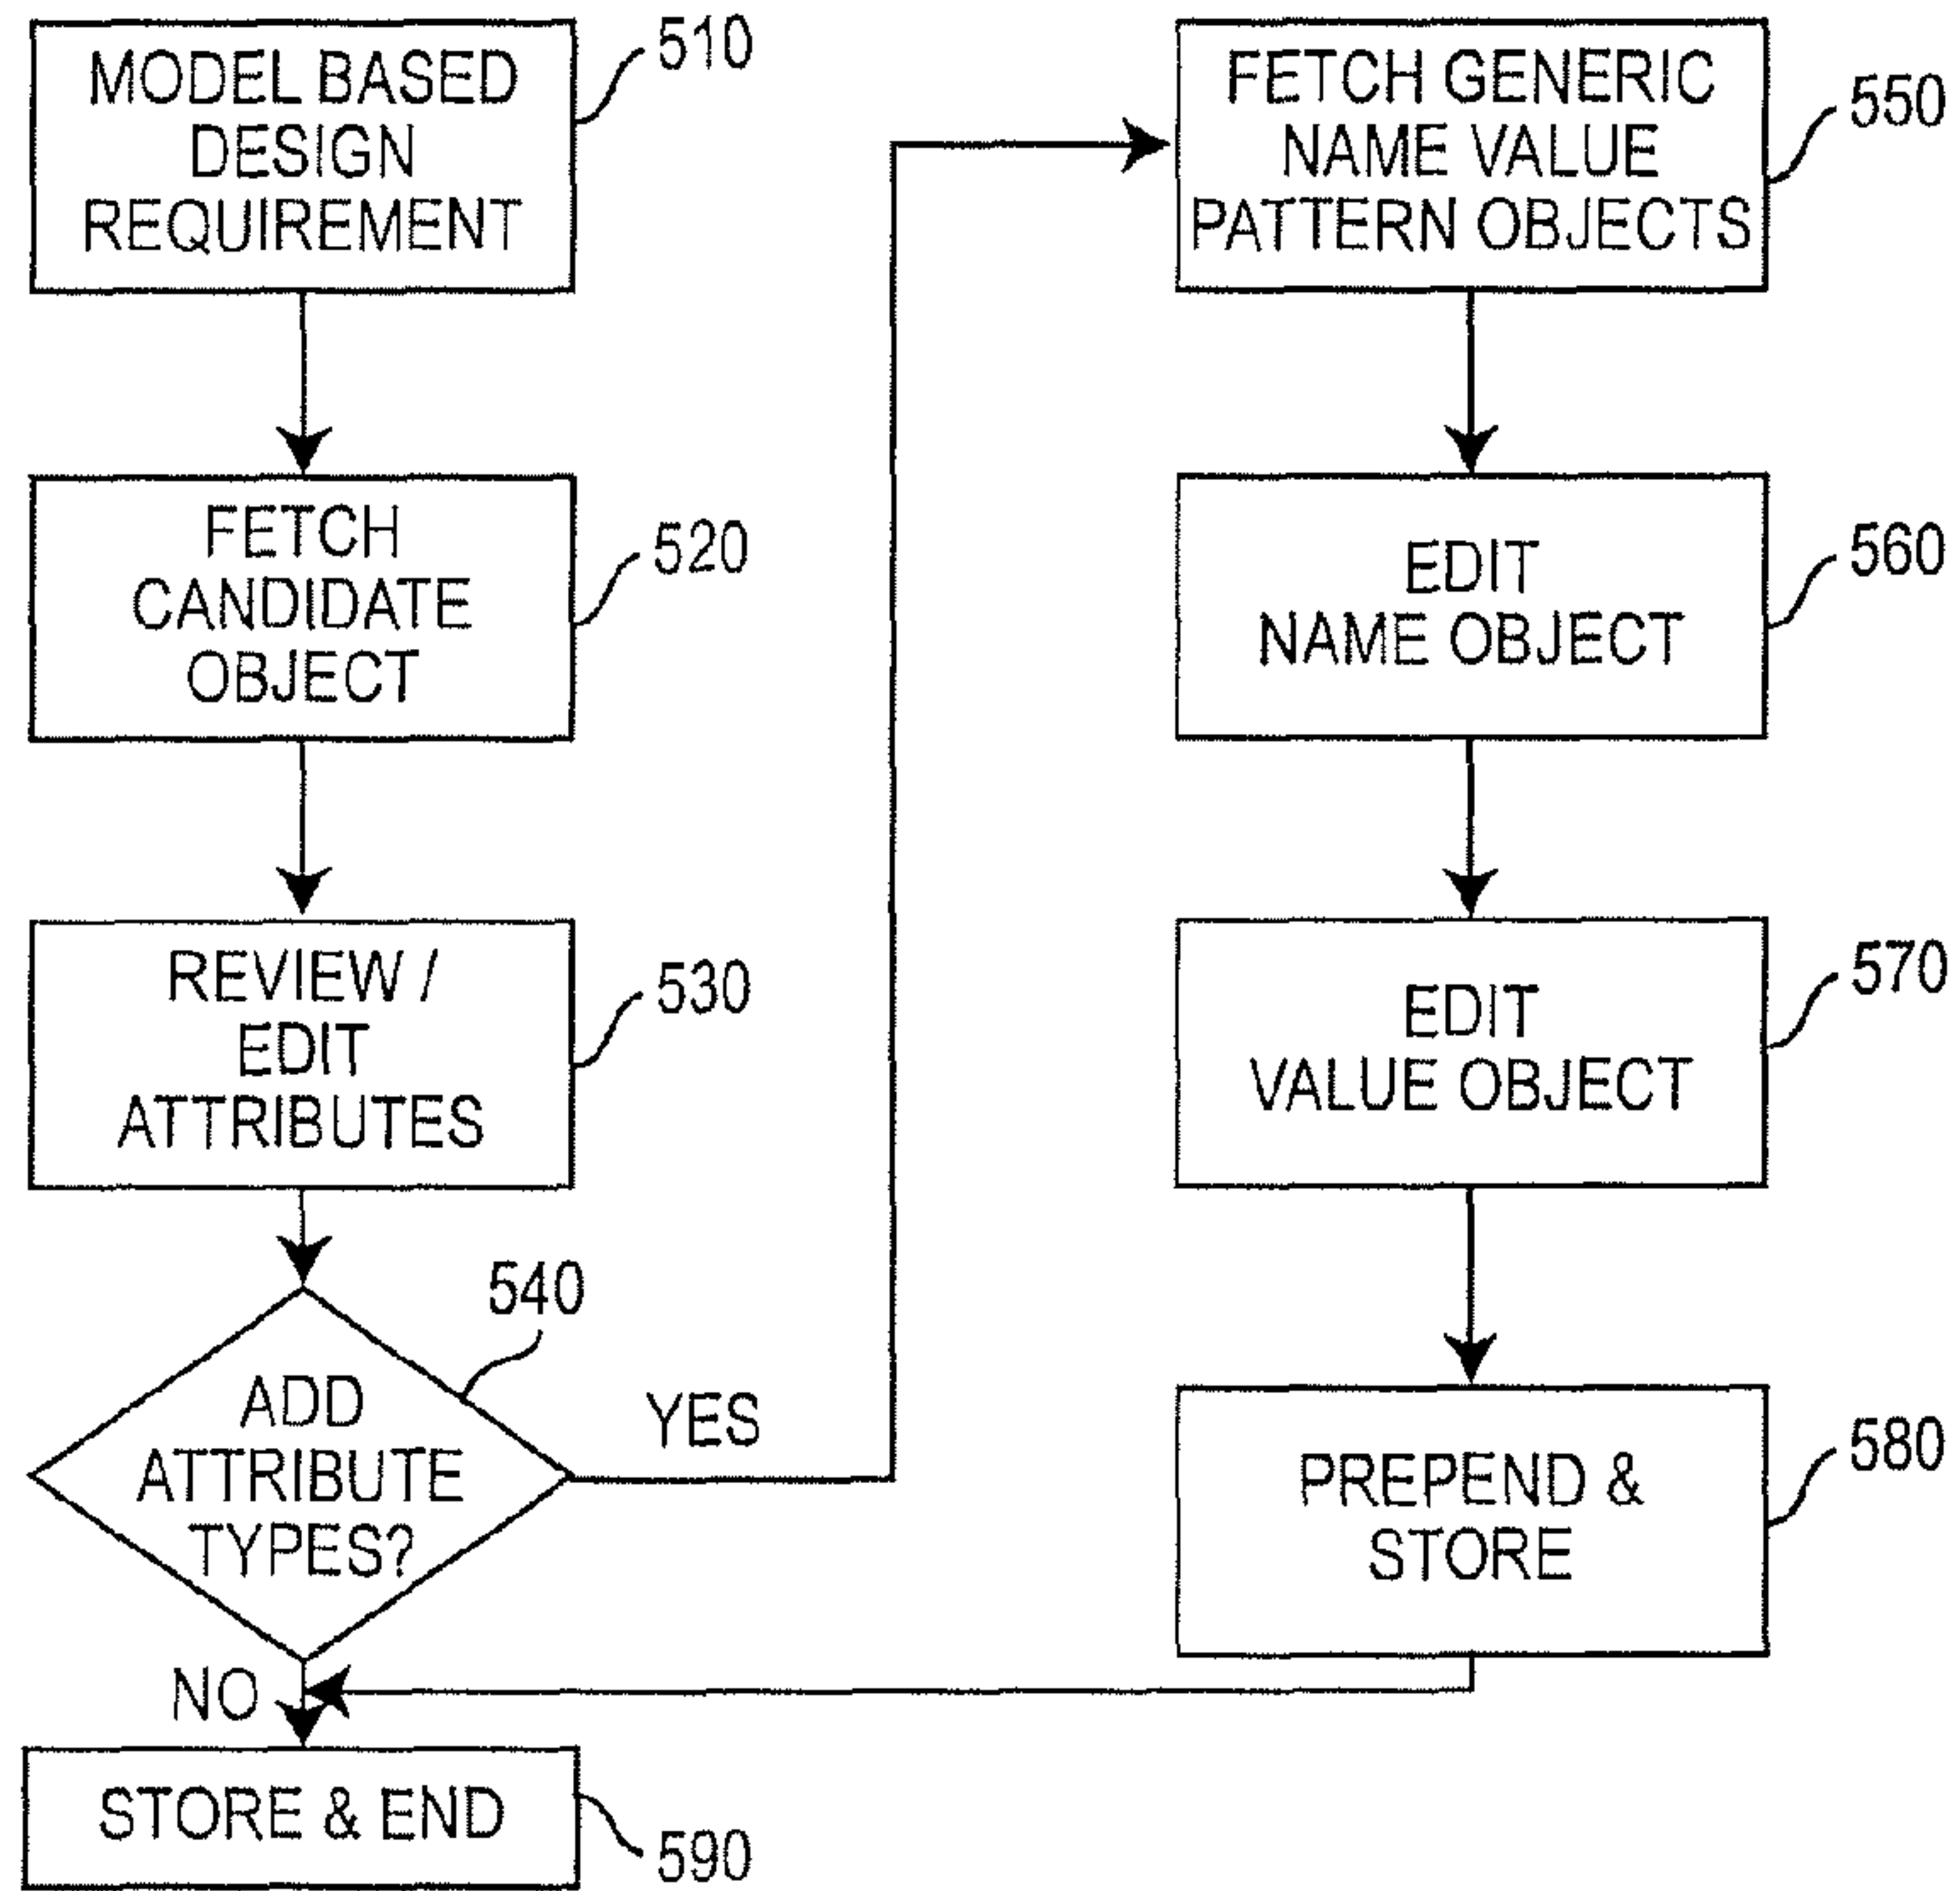 MODEL BASED
DESIGN
REQUIREMENT
510
FETCH
CANDIDATE
OBJECT
520
REVIEW /
EDIT
ATTRIBUTES
530
ADD
ATTRIBUTE
TYPES?
540
YES
NO
FETCH GENERIC
NAME VALUE
PATTERN OBJECTS
550
EDIT
NAME OBJECT
560
EDIT
VALUE OBJECT
570
PREPEND &
STORE
580
STORE & END
590